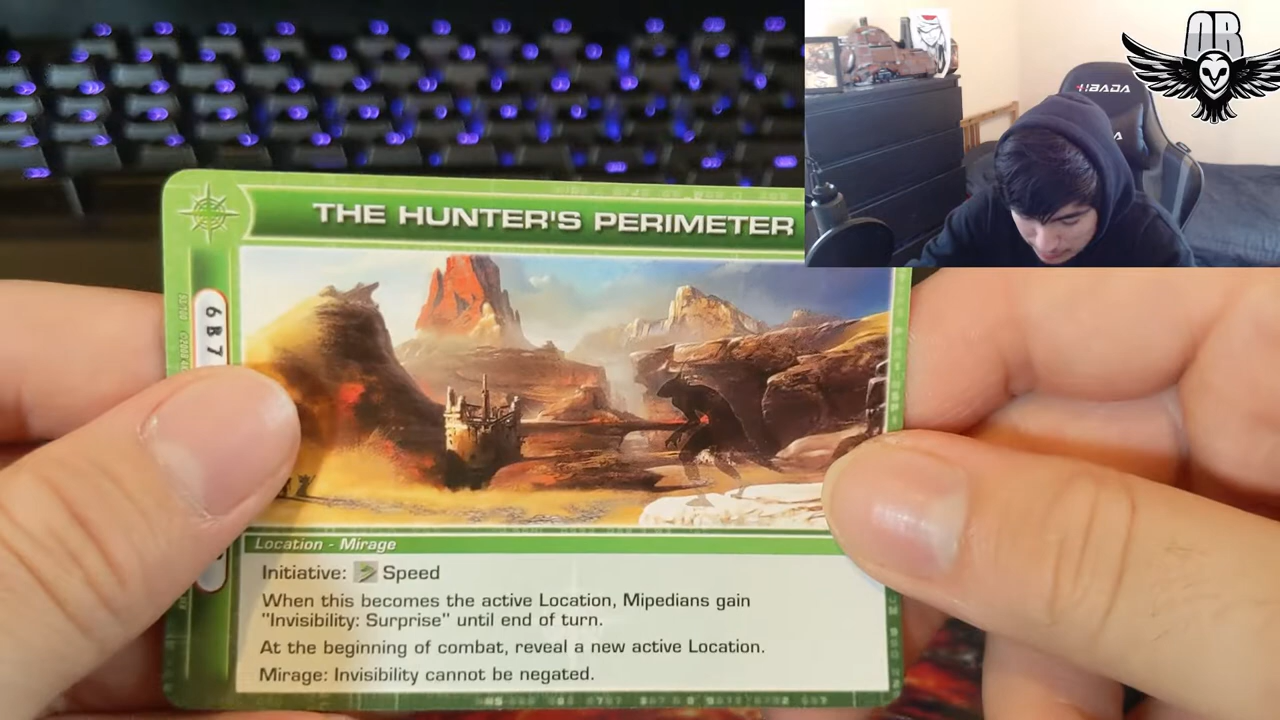 THE HUNTER'S PERIMETER
6 B 7
Location - Mirage
Initiative: Speed
When this becomes the active Location, Mipedians gain
"Invisibility: Surprise" until end of turn.
At the beginning of combat, reveal a new active Location.
Mirage: Invisibility cannot be negated.
HBADA
OB